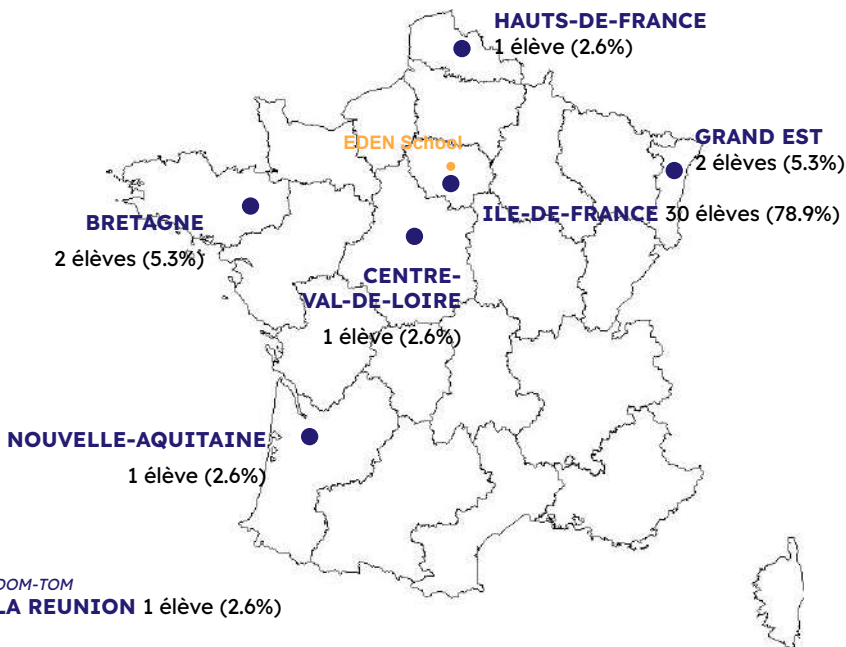 HAUTS-DE-FRANCE
1 élève (2.6%)
EDEN School
GRAND EST
2 élèves (5.3%)
ILE-DE-FRANCE 30 élèves (78.9%)
BRETAGNE
2 élèves (5.3%)
CENTRE-
VAL-DE-LOIRE
1 élève (2.6%)
NOUVELLE-AQUITAINE
1 élève (2.6%)
DOM-TOM
LA REUNION 1 élève (2.6%)